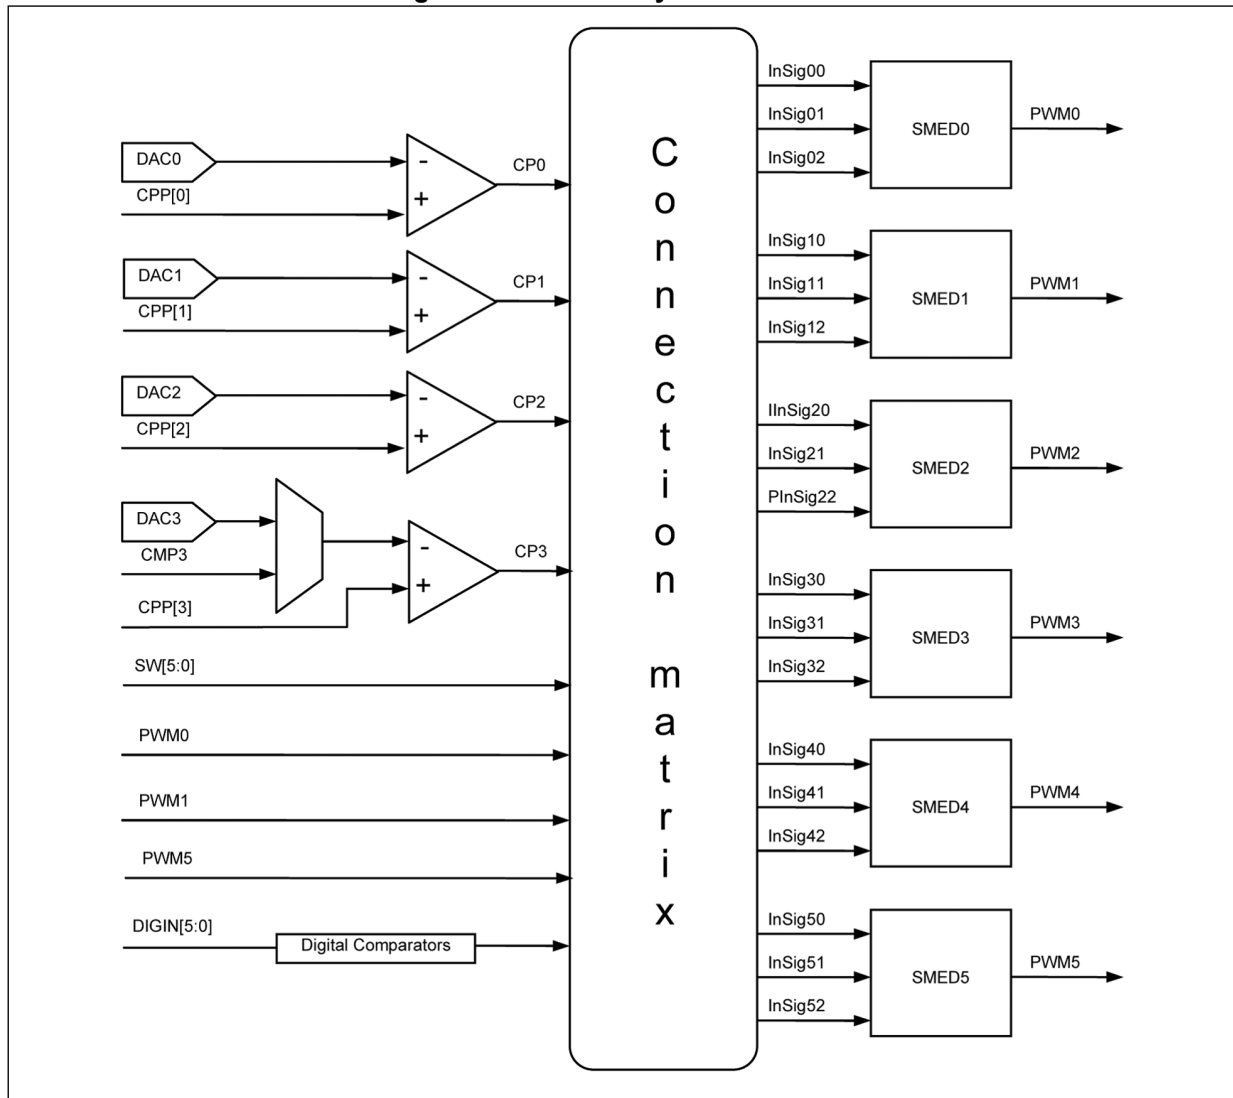 DAC0
CPP[0]
-
+
CP0
DAC1
CPP[1]
-
+
CP1
DAC2
CPP[2]
-
+
CP2
DAC3
CMP3
CPP[3]
-
+
CP3
SW[5:0]
PWM0
PWM1
PWM5
DIGIN[5:0]
Digital Comparators
Connection matrix
InSig00
InSig01
InSig02
SMED0
PWM0
InSig10
InSig11
InSig12
SMED1
PWM1
IInSig20
InSig21
PInSig22
SMED2
PWM2
InSig30
InSig31
InSig32
SMED3
PWM3
InSig40
InSig41
InSig42
SMED4
PWM4
InSig50
InSig51
InSig52
SMED5
PWM5